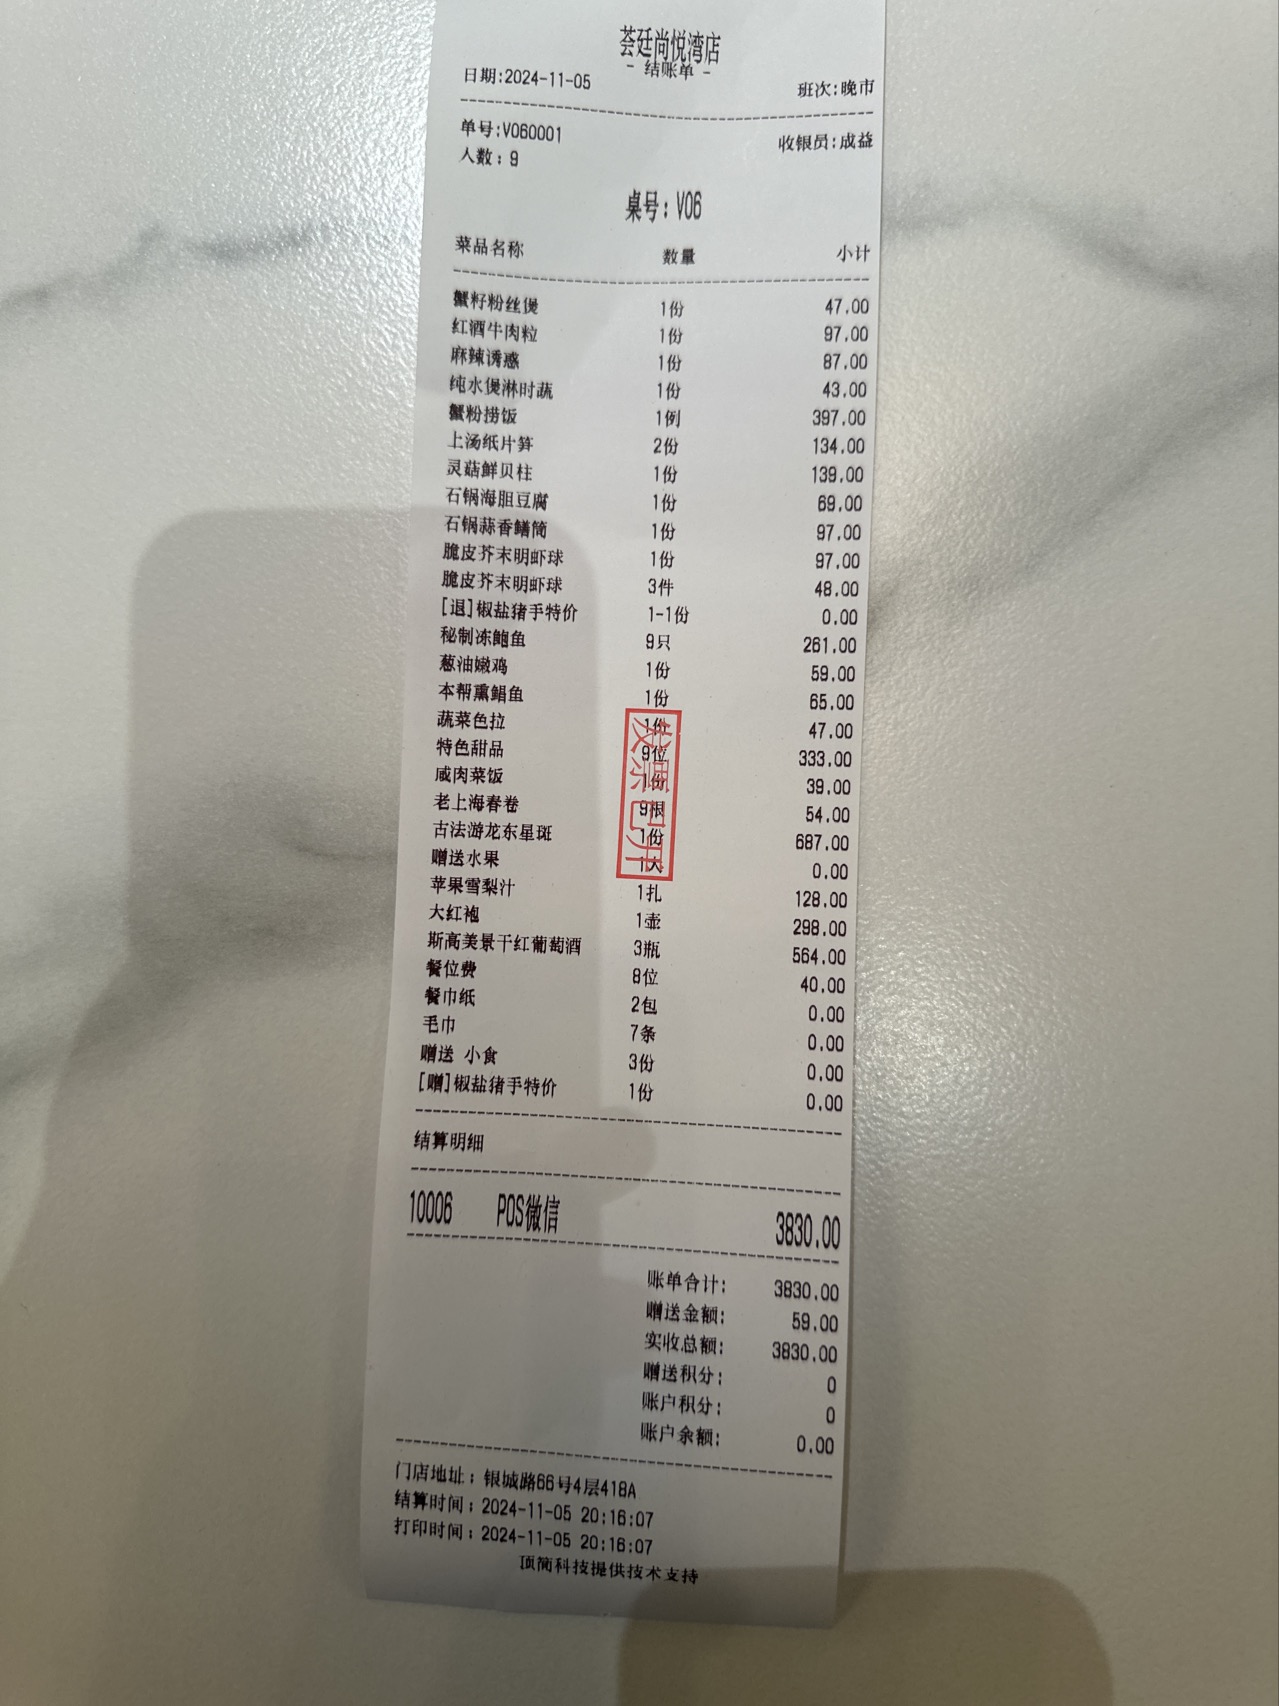 荟廷尚悦湾店
- 结账单 -
日期:2024-11-05 班次:晚市
单号:V060001 收银员:成益
人数: 9
桌号: V06
菜品名称 数量 小计
蟹籽粉丝煲 1份 47.00
红酒牛肉粒 1份 97.00
麻辣诱惑 1份 87.00
纯水煲淋时蔬 1份 43.00
蟹粉捞饭 1例 397.00
上汤纸片笋 2份 134.00
灵菇鲜贝柱 1份 139.00
石锅海胆豆腐 1份 69.00
石锅蒜香鳝筒 1份 97.00
脆皮芥末明虾球 1份 97.00
脆皮芥末明虾球 3件 48.00
[退]椒盐猪手特价 1-1份 0.00
秘制冻鲍鱼 9只 261.00
葱油嫩鸡 1份 59.00
本帮熏鲳鱼 1份 65.00
蔬菜色拉 1份 47.00
特色甜品 9位 333.00
咸肉菜饭 1份 39.00
老上海春卷 9根 54.00
古法游龙东星斑 1份 687.00
赠送水果 1大 0.00
苹果雪梨汁 1扎 128.00
大红袍 1壶 298.00
斯高美景干红葡萄酒 3瓶 564.00
餐位费 8位 40.00
餐巾纸 2包 0.00
毛巾 7条 0.00
赠送 小食 3份 0.00
[赠]椒盐猪手特价 1份 0.00
发票已开
结算明细
10006 POS微信 3830.00
账单合计: 3830.00
赠送金额: 59.00
实收总额: 3830.00
赠送积分: 0
账户积分: 0
账户余额: 0.00
门店地址: 银城路66号4层418A
结算时间: 2024-11-05 20:16:07
打印时间: 2024-11-05 20:16:07
顶简科技提供技术支持